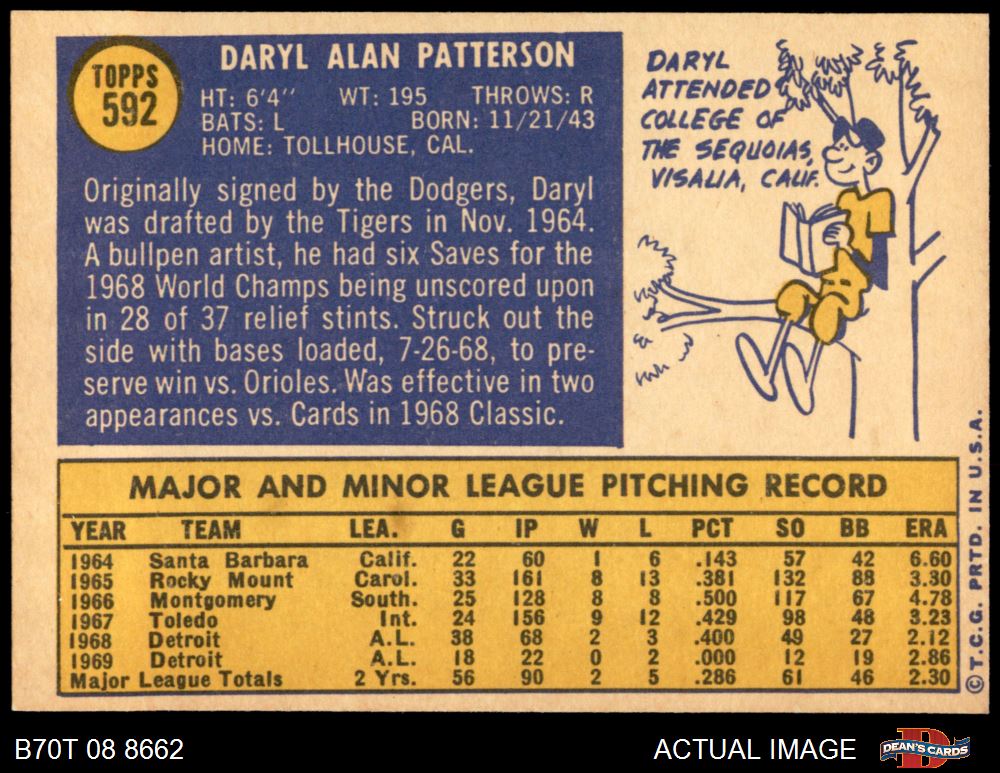 TOPPS
592
DARYL ALAN PATTERSON
HT: 6'4" WT: 195 THROWS: R
BATS: L BORN: 11/21/43
HOME: TOLLHOUSE, CAL.
Originally signed by the Dodgers, Daryl
was drafted by the Tigers in Nov. 1964.
A bullpen artist, he had six Saves for the
1968 World Champs being unscored upon
in 28 of 37 relief stints. Struck out the
side with bases loaded, 7-26-68, to pre-
serve win vs. Orioles. Was effective in two
appearances vs. Cards in 1968 Classic.
DARYL
ATTENDED
COLLEGE OF
THE SEQUOIAS,
VISALIA, CALIF.
MAJOR AND MINOR LEAGUE PITCHING RECORD
YEAR TEAM LEA. G IP W L PCT SO BB ERA
1964 Santa Barbara Calif. 22 60 1 6 .143 57 42 6.60
1965 Rocky Mount Carol. 33 161 8 13 .381 132 88 3.30
1966 Montgomery South. 25 128 8 8 .500 117 67 4.78
1967 Toledo Int. 24 156 9 12 .429 98 48 3.23
1968 Detroit A.L. 38 68 2 3 .400 49 27 2.12
1969 Detroit A.L. 18 22 0 2 .000 12 19 2.86
Major League Totals 2 Yrs. 56 90 2 5 .286 61 46 2.30
©T.C.G. PRTD. IN U.S.A.
B70T 08 8662
ACTUAL IMAGE
DEAN'S CARDS